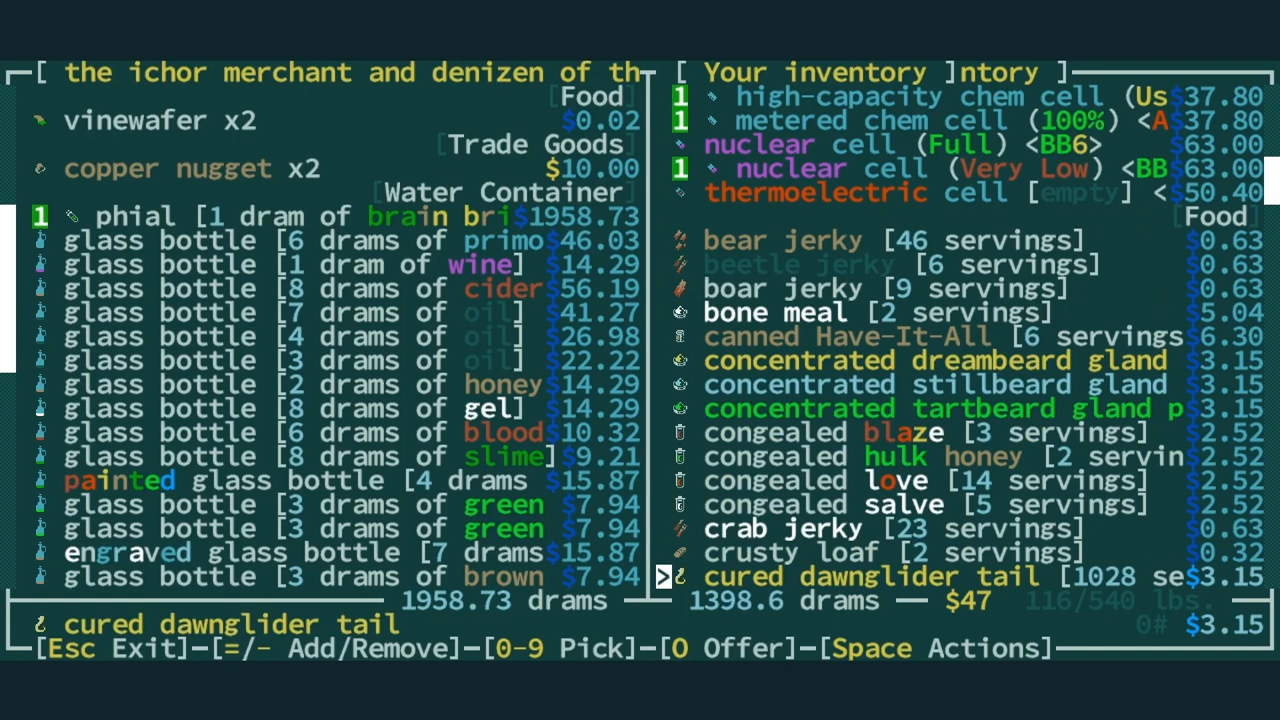 [ the ichor merchant and denizen of th
[Food]
vinewafer x2 $0.02
[Trade Goods]
copper nugget x2 $10.00
[Water Container]
1 phial [1 dram of brain bri$1958.73
glass bottle [6 drams of primo$46.03
glass bottle [1 dram of wine] $14.29
glass bottle [8 drams of cider$56.19
glass bottle [7 drams of oil] $41.27
glass bottle [4 drams of oil] $26.98
glass bottle [3 drams of oil] $22.22
glass bottle [2 drams of honey$14.29
glass bottle [8 drams of gel] $14.29
glass bottle [6 drams of blood$10.32
glass bottle [8 drams of slime]$9.21
painted glass bottle [4 drams $15.87
glass bottle [3 drams of green $7.94
glass bottle [3 drams of green $7.94
engraved glass bottle [7 drams$15.87
glass bottle [3 drams of brown $7.94
1958.73 drams
[ Your inventory ]ntory ]
1 high-capacity chem cell (Us$37.80
1 metered chem cell (100%) <A$37.80
nuclear cell (Full) <BB6> $63.00
1 nuclear cell (Very Low) <BB$63.00
thermoelectric cell [empty] <$50.40
[Food]
bear jerky [46 servings] $0.63
beetle jerky [6 servings] $0.63
boar jerky [9 servings] $0.63
bone meal [2 servings] $5.04
canned Have-It-All [6 servings$6.30
concentrated dreambeard gland $3.15
concentrated stillbeard gland $3.15
concentrated tartbeard gland p$3.15
congealed blaze [3 servings] $2.52
congealed hulk honey [2 servin$2.52
congealed love [14 servings] $2.52
congealed salve [5 servings] $2.52
crab jerky [23 servings] $0.63
crusty loaf [2 servings] $0.32
> cured dawnglider tail [1028 se$3.15
1398.6 drams — $47 116/540 lbs.
cured dawnglider tail 0# $3.15
[Esc Exit]—[=/- Add/Remove]—[0-9 Pick]—[O Offer]—[Space Actions]